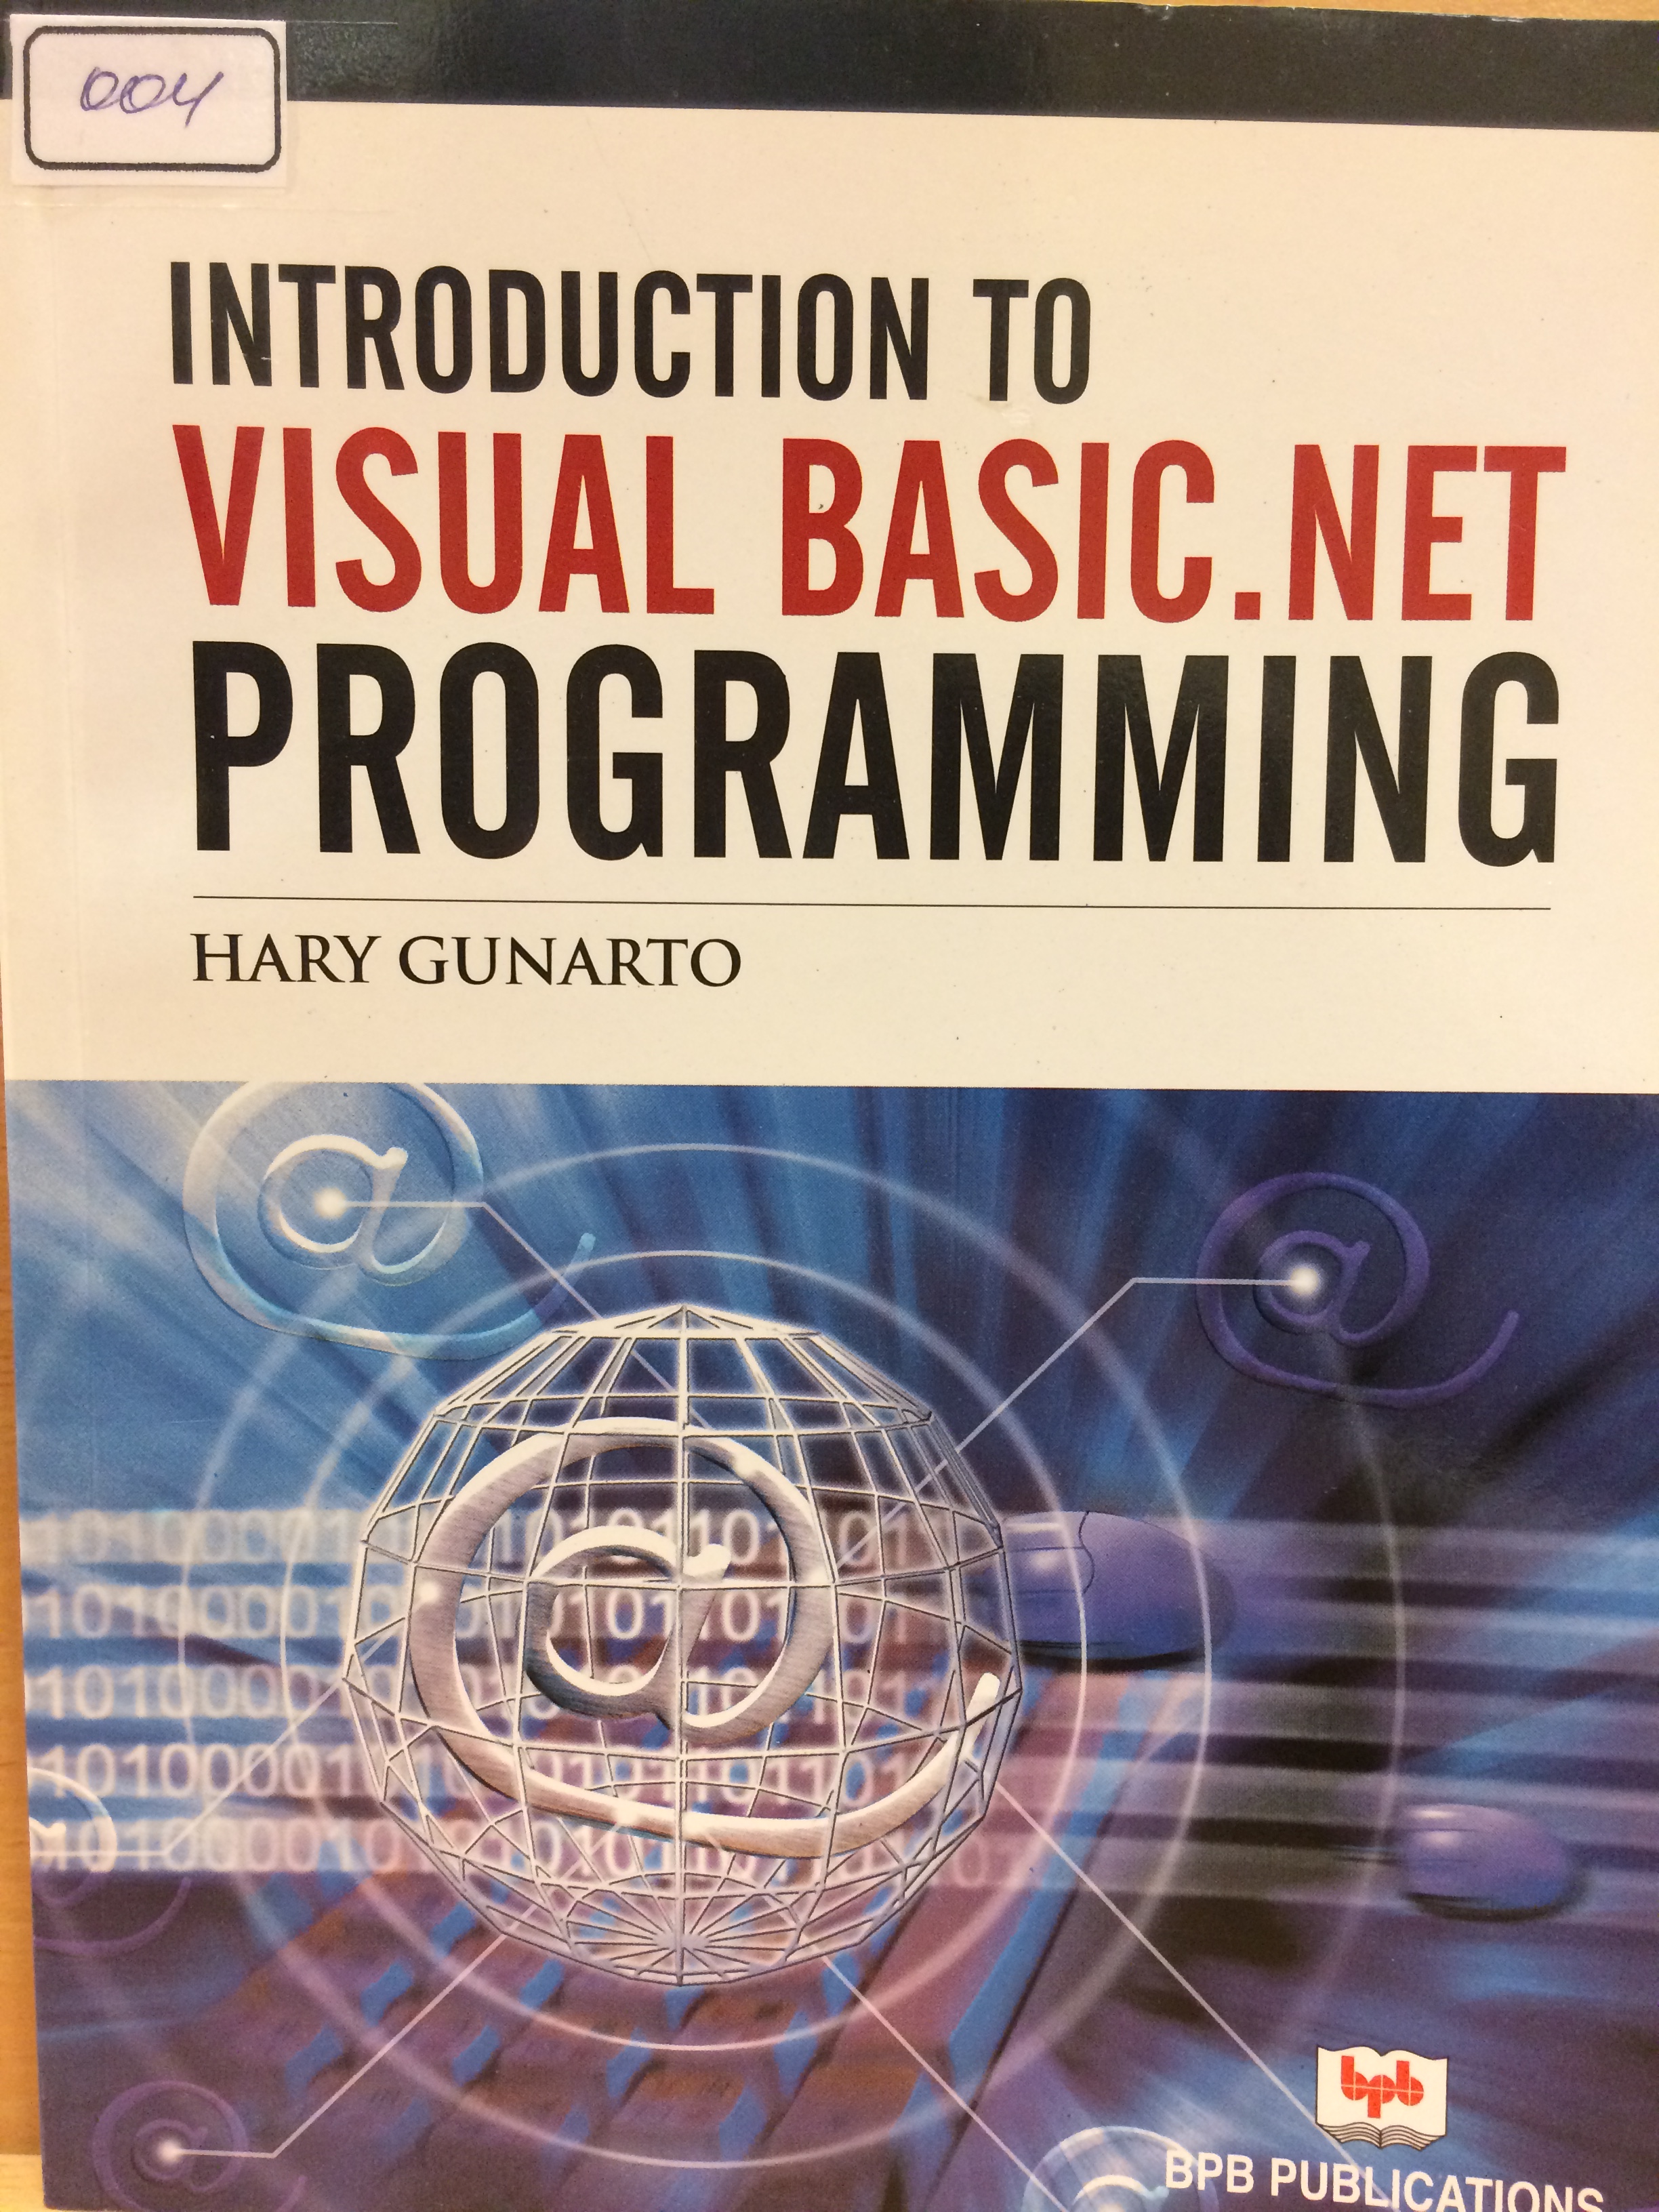 004
INTRODUCTION TO
VISUAL BASIC.NET
PROGRAMMING
HARY GUNARTO
@
@
@
@
bpb
BPB PUBLICATIONS